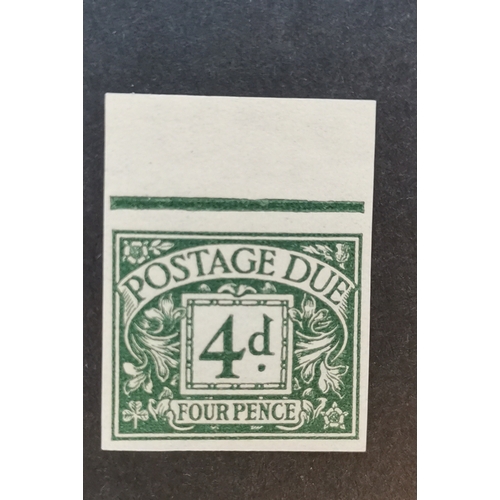 POSTAGE DUE
4d.
FOUR PENCE